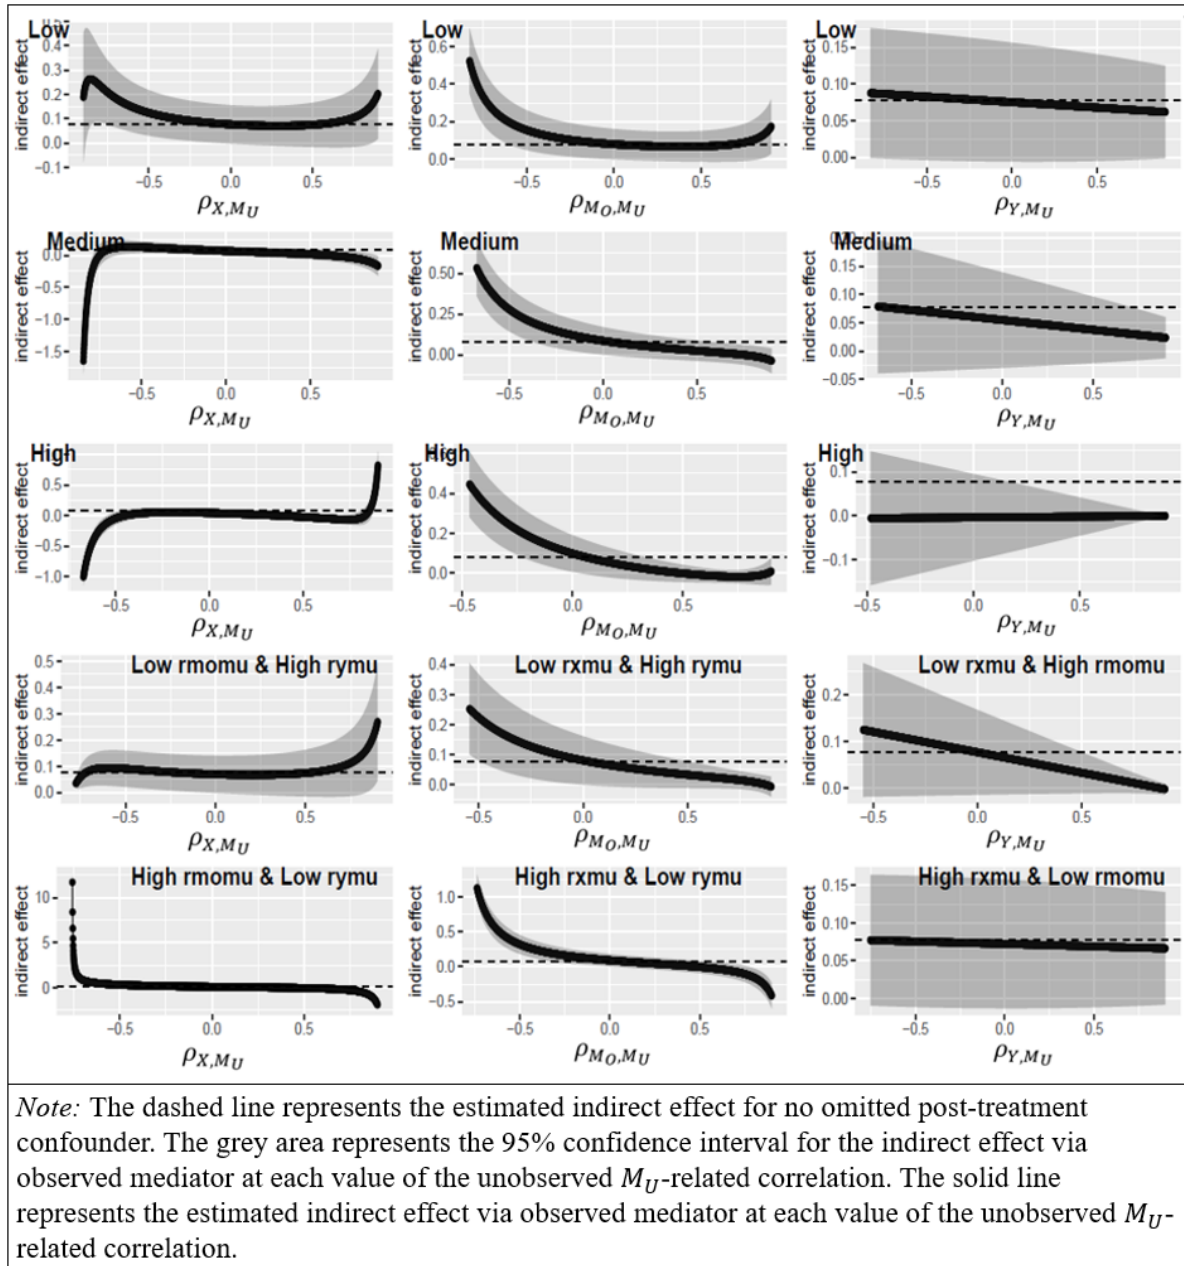 Low
indirect effect
0.5
0.4
0.3
0.2
0.1
0.0
−0.1
−0.5 0.0 0.5
ρX,MU
Low
indirect effect
0.6
0.4
0.2
0.0
−0.5 0.0 0.5
ρMO,MU
Low
indirect effect
0.15
0.10
0.05
0.00
−0.5 0.0 0.5
ρY,MU
Medium
indirect effect
0.0
−0.5
−1.0
−1.5
−0.5 0.0 0.5
ρX,MU
Medium
indirect effect
0.50
0.25
0.00
−0.5 0.0 0.5
ρMO,MU
Medium
indirect effect
0.15
0.10
0.05
0.00
−0.05
−0.5 0.0 0.5
ρY,MU
High
indirect effect
0.5
0.0
−0.5
−1.0
−0.5 0.0 0.5
ρX,MU
High
indirect effect
0.4
0.2
0.0
−0.5 0.0 0.5
ρMO,MU
High
indirect effect
0.1
0.0
−0.1
−0.5 0.0 0.5
ρY,MU
Low rmomu & High rymu
indirect effect
0.5
0.4
0.3
0.2
0.1
0.0
−0.5 0.0 0.5
ρX,MU
Low rxmu & High rymu
indirect effect
0.4
0.3
0.2
0.1
0.0
−0.5 0.0 0.5
ρMO,MU
Low rxmu & High rmomu
indirect effect
0.2
0.1
0.0
−0.5 0.0 0.5
ρY,MU
High rmomu & Low rymu
indirect effect
10
5
0
−0.5 0.0 0.5
ρX,MU
High rxmu & Low rymu
indirect effect
1.0
0.5
0.0
−0.5
−0.5 0.0 0.5
ρMO,MU
High rxmu & Low rmomu
indirect effect
0.15
0.10
0.05
0.00
−0.5 0.0 0.5
ρY,MU
Note: The dashed line represents the estimated indirect effect for no omitted post-treatment
confounder. The grey area represents the 95% confidence interval for the indirect effect via
observed mediator at each value of the unobserved MU-related correlation. The solid line
represents the estimated indirect effect via observed mediator at each value of the unobserved MU-
related correlation.